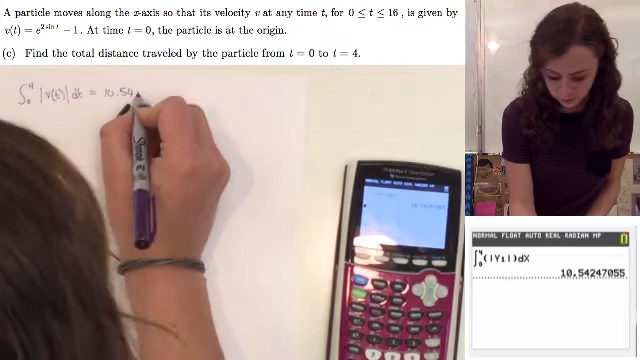 A particle moves along the x-axis so that its velocity v at any time t, for 0 ≤ t ≤ 16, is given by
v(t) = e^{2 sin t} − 1. At time t = 0, the particle is at the origin.
(c) Find the total distance traveled by the particle from t = 0 to t = 4.
∫₀⁴ |v(t)| dt = 10.54
NORMAL FLOAT AUTO REAL RADIAN MP
∫₀⁴(|Y₁|)dX
10.54247055